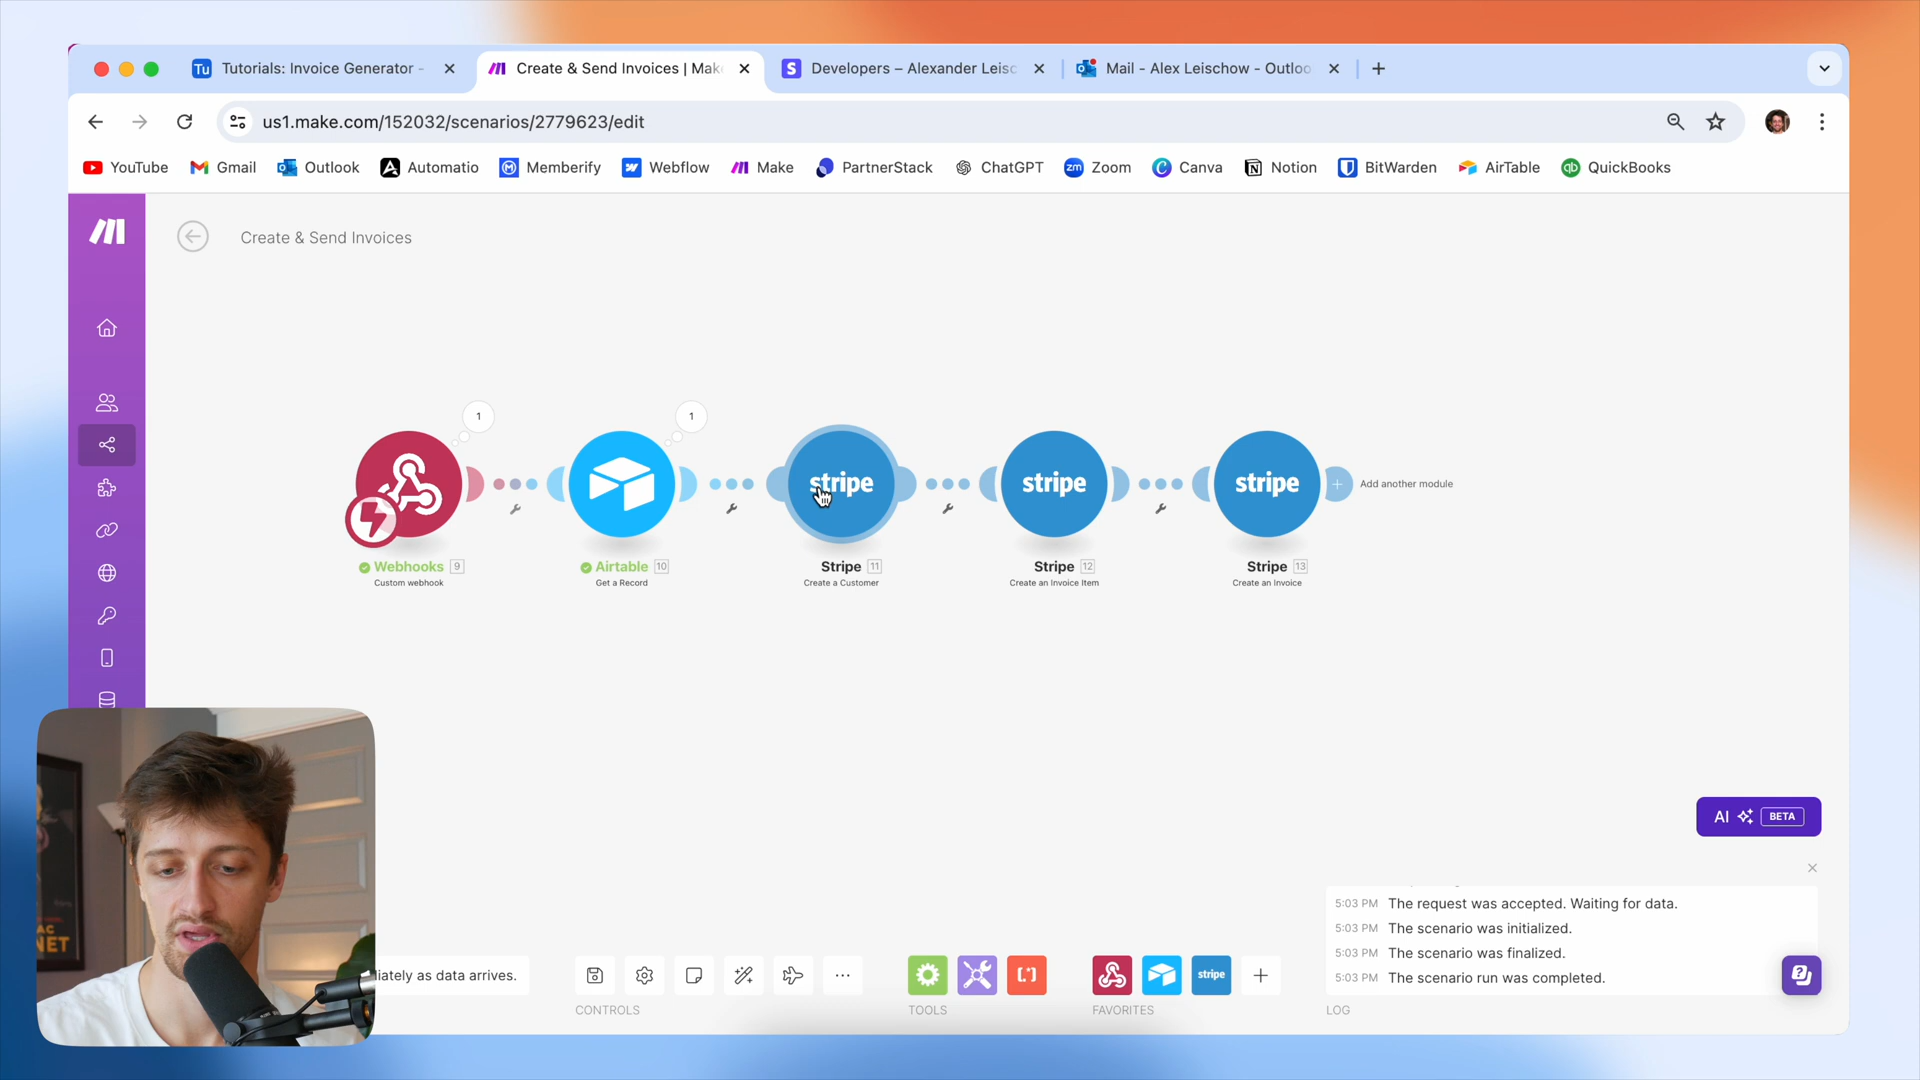 Tu Tutorials: Invoice Generator -
Create & Send Invoices | Mak
S Developers – Alexander Leisc
Mail - Alex Leischow - Outloo
us1.make.com/152032/scenarios/2779623/edit
YouTube
Gmail
Outlook
Automatio
Memberify
Webflow
Make
PartnerStack
ChatGPT
zm Zoom
Canva
Notion
BitWarden
AirTable
qb QuickBooks
Create & Send Invoices
1
1
stripe
stripe
stripe
Add another module
Webhooks 9
Custom webhook
Airtable 10
Get a Record
Stripe 11
Create a Customer
Stripe 12
Create an Invoice Item
Stripe 13
Create an Invoice
AI BETA
5:03 PM The request was accepted. Waiting for data.
5:03 PM The scenario was initialized.
5:03 PM The scenario was finalized.
5:03 PM The scenario run was completed.
iately as data arrives.
stripe
CONTROLS
TOOLS
FAVORITES
LOG